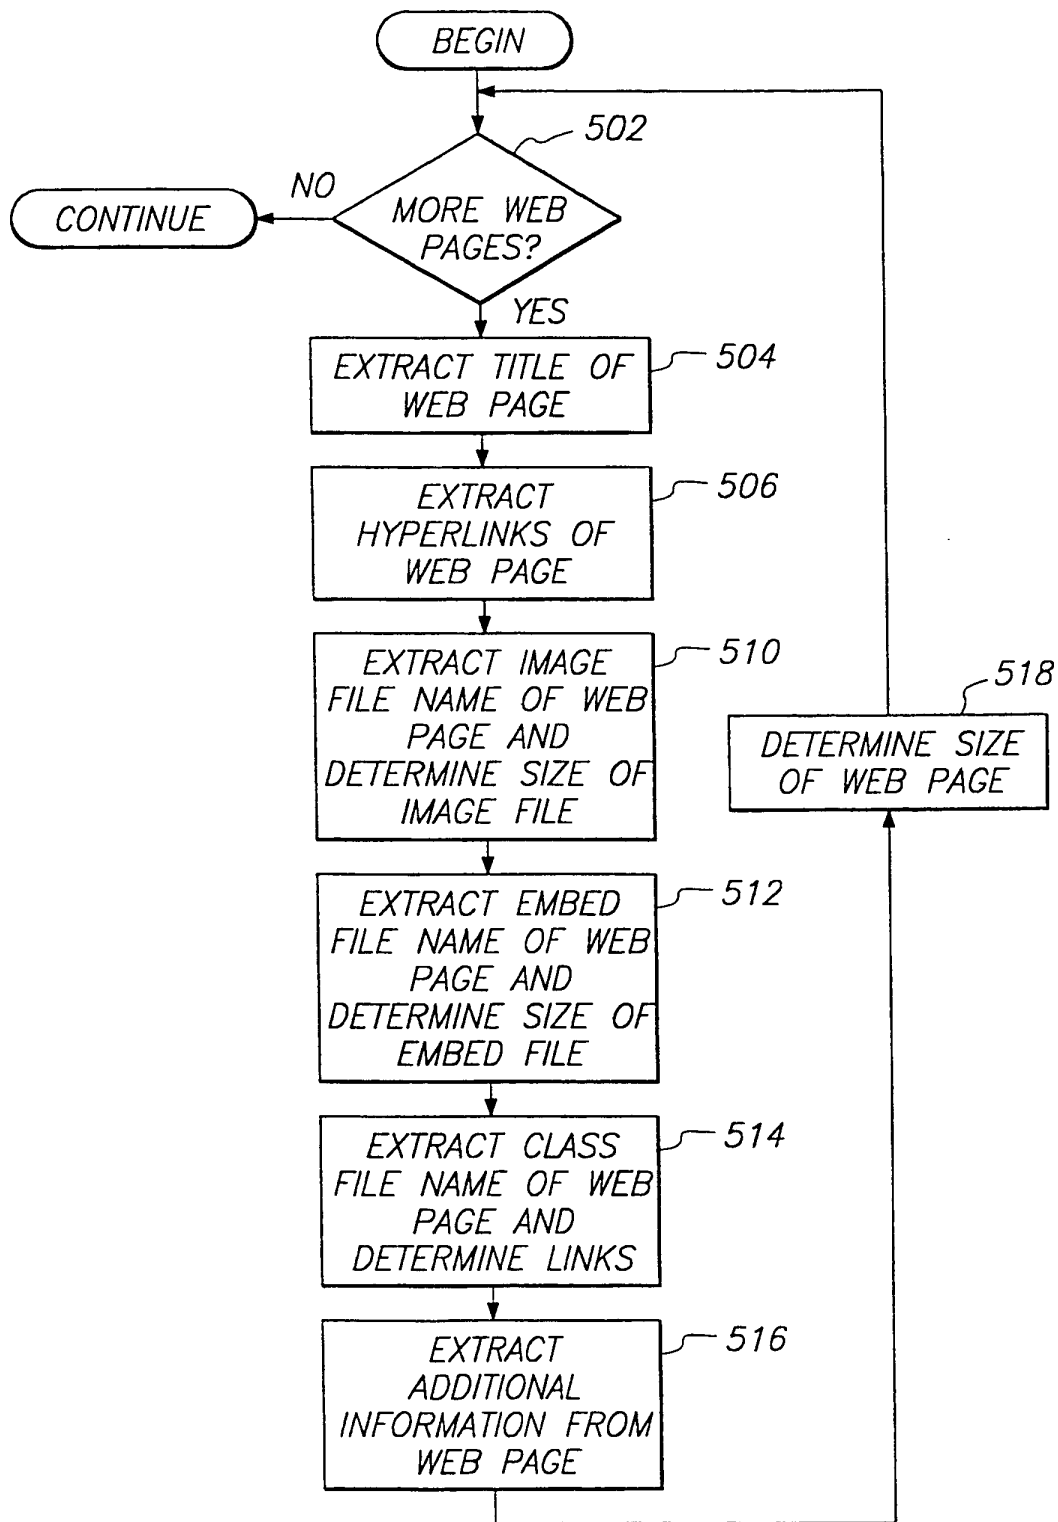 BEGIN
502
NO
CONTINUE
MORE WEB
PAGES?
YES
EXTRACT TITLE OF
WEB PAGE
504
EXTRACT
HYPERLINKS OF
WEB PAGE
506
EXTRACT IMAGE
FILE NAME OF WEB
PAGE AND
DETERMINE SIZE OF
IMAGE FILE
510
518
DETERMINE SIZE
OF WEB PAGE
EXTRACT EMBED
FILE NAME OF WEB
PAGE AND
DETERMINE SIZE OF
EMBED FILE
512
EXTRACT CLASS
FILE NAME OF WEB
PAGE AND
DETERMINE LINKS
514
EXTRACT
ADDITIONAL
INFORMATION FROM
WEB PAGE
516